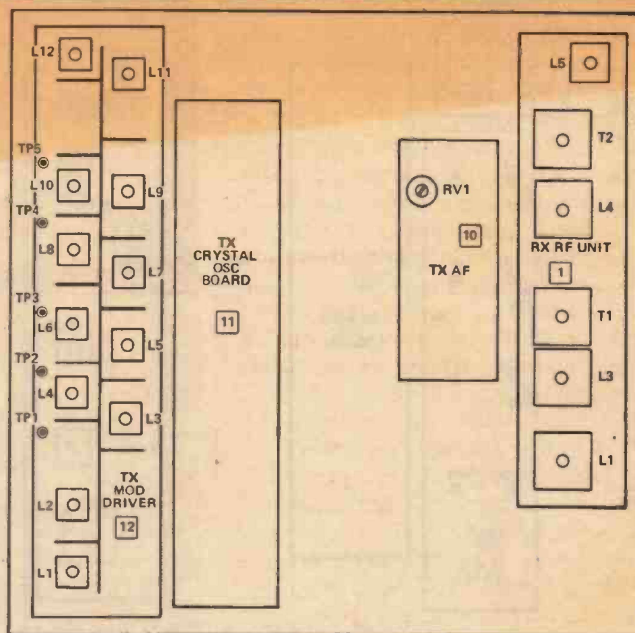 L12
L11
L5
TP5
T2
L10
L9
RV1
L4
TP4
10
L8
TX
CRYSTAL
OSC
BOARD
RX RF UNIT
L7
TX AF
1
TP3
L6
11
T1
L5
TP2
L4
L3
TP1
L3
L1
TX
MOD
DRIVER
L2
12
L1